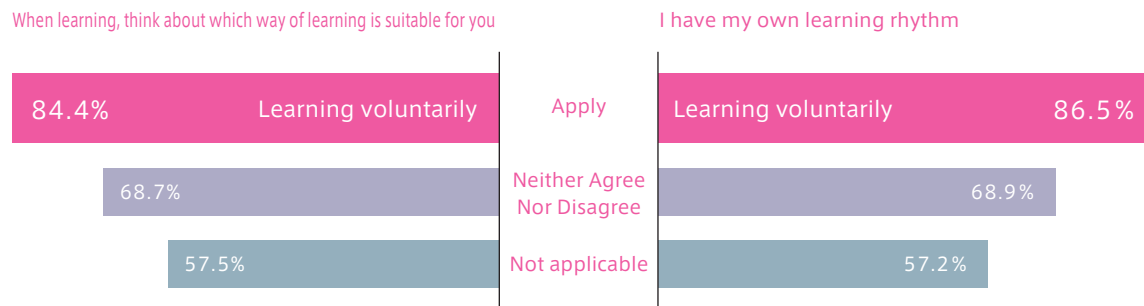 When learning, think about which way of learning is suitable for you
I have my own learning rhythm
84.4%
Learning voluntarily
Apply
Learning voluntarily
86.5%
68.7%
Neither Agree
Nor Disagree
68.9%
57.5%
Not applicable
57.2%